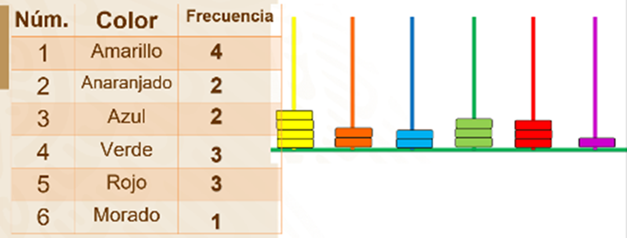 Núm. Color Frecuencia
1 Amarillo 4
2 Anaranjado 2
3 Azul 2
4 Verde 3
5 Rojo 3
6 Morado 1